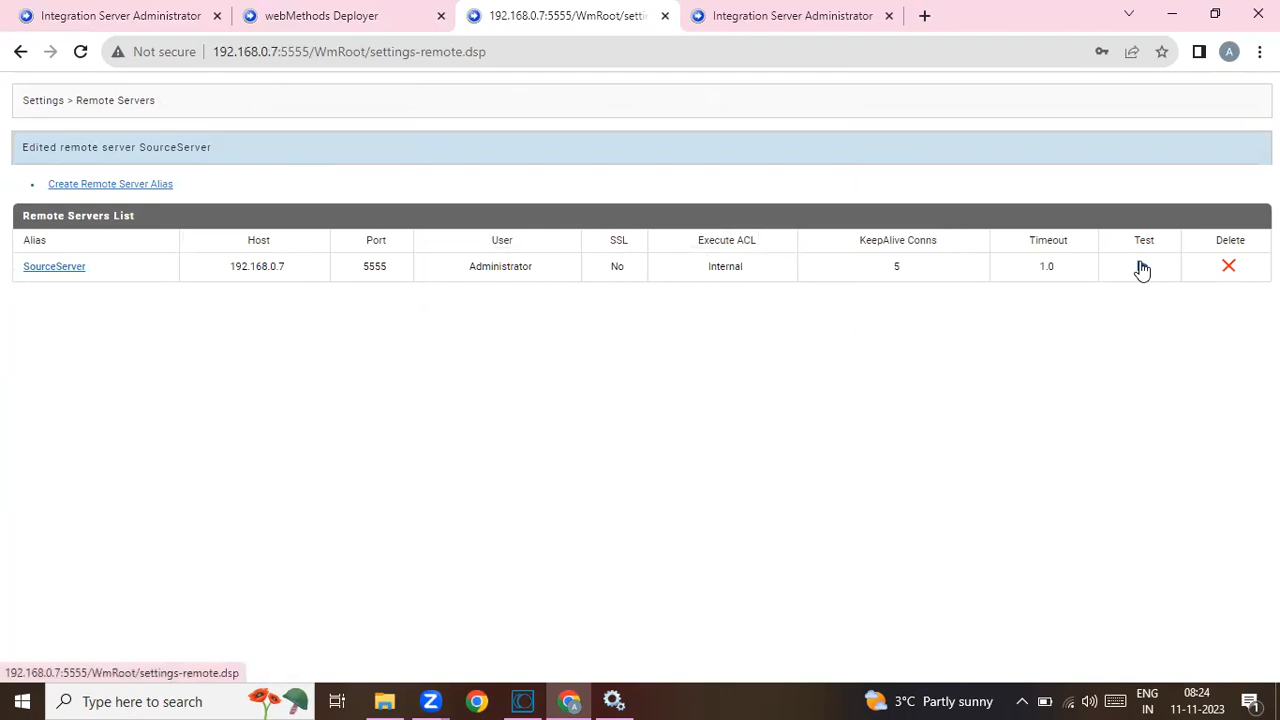 Integration Server Administrator
webMethods Deployer
192.168.0.7:5555/WmRoot/setti
Integration Server Administrator
Not secure
192.168.0.7:5555/WmRoot/settings-remote.dsp
A
Settings > Remote Servers
Edited remote server SourceServer
Create Remote Server Alias
Remote Servers List
Alias Host Port User SSL Execute ACL KeepAlive Conns Timeout Test Delete
SourceServer 192.168.0.7 5555 Administrator No Internal 5 1.0
192.168.0.7:5555/WmRoot/settings-remote.dsp
Type here to search
3°C Partly sunny
ENG
IN
08:24
11-11-2023
1